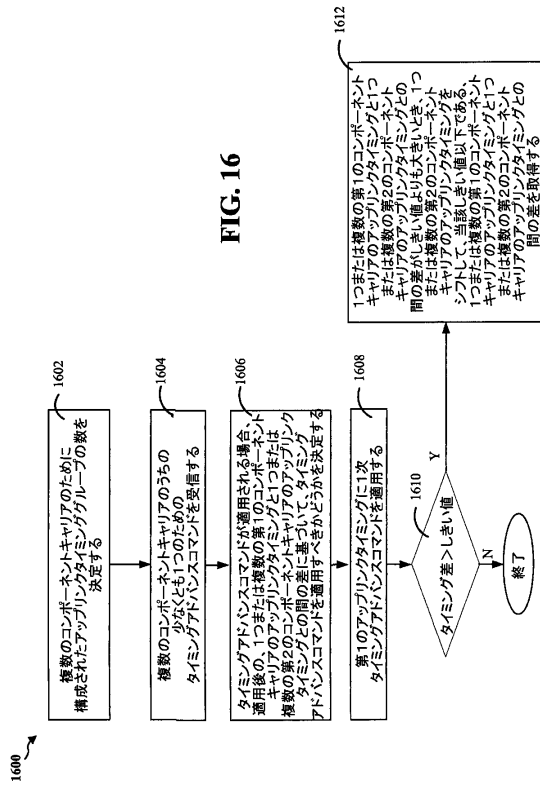 FIG. 16
1600
1602
複数のコンポーネントキャリアのために
構成されたアップリンクタイミンググループの数を
決定する
1604
複数のコンポーネントキャリアのうちの
少なくとも1つのための
タイミングアドバンスコマンドを受信する
1606
タイミングアドバンスコマンドが適用される場合、
適用後の、1つまたは複数の第1のコンポーネント
キャリアのアップリンクタイミングと1つまたは
複数の第2のコンポーネントキャリアのアップリンク
タイミングとの間の差に基づいて、タイミング
アドバンスコマンドを適用すべきかどうかを決定する
1608
第1のアップリンクタイミングに1次
タイミングアドバンスコマンドを適用する
1610
タイミング差>しきい値
Y
N
終了
1612
1つまたは複数の第1のコンポーネント
キャリアのアップリンクタイミングと1つ
または複数の第2のコンポーネント
キャリアのアップリンクタイミングとの
間の差がしきい値よりも大きいとき、1つ
または複数の第2のコンポーネント
キャリアのアップリンクタイミングを
シフトして、当該しきい値以下である、
1つまたは複数の第1のコンポーネント
キャリアのアップリンクタイミングと1つ
または複数の第2のコンポーネント
キャリアのアップリンクタイミングとの
間の差を取得する